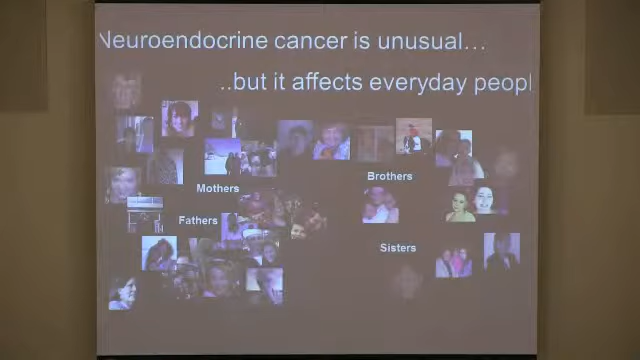 Neuroendocrine cancer is unusual…
..but it affects everyday peopl
Mothers
Brothers
Fathers
Sisters